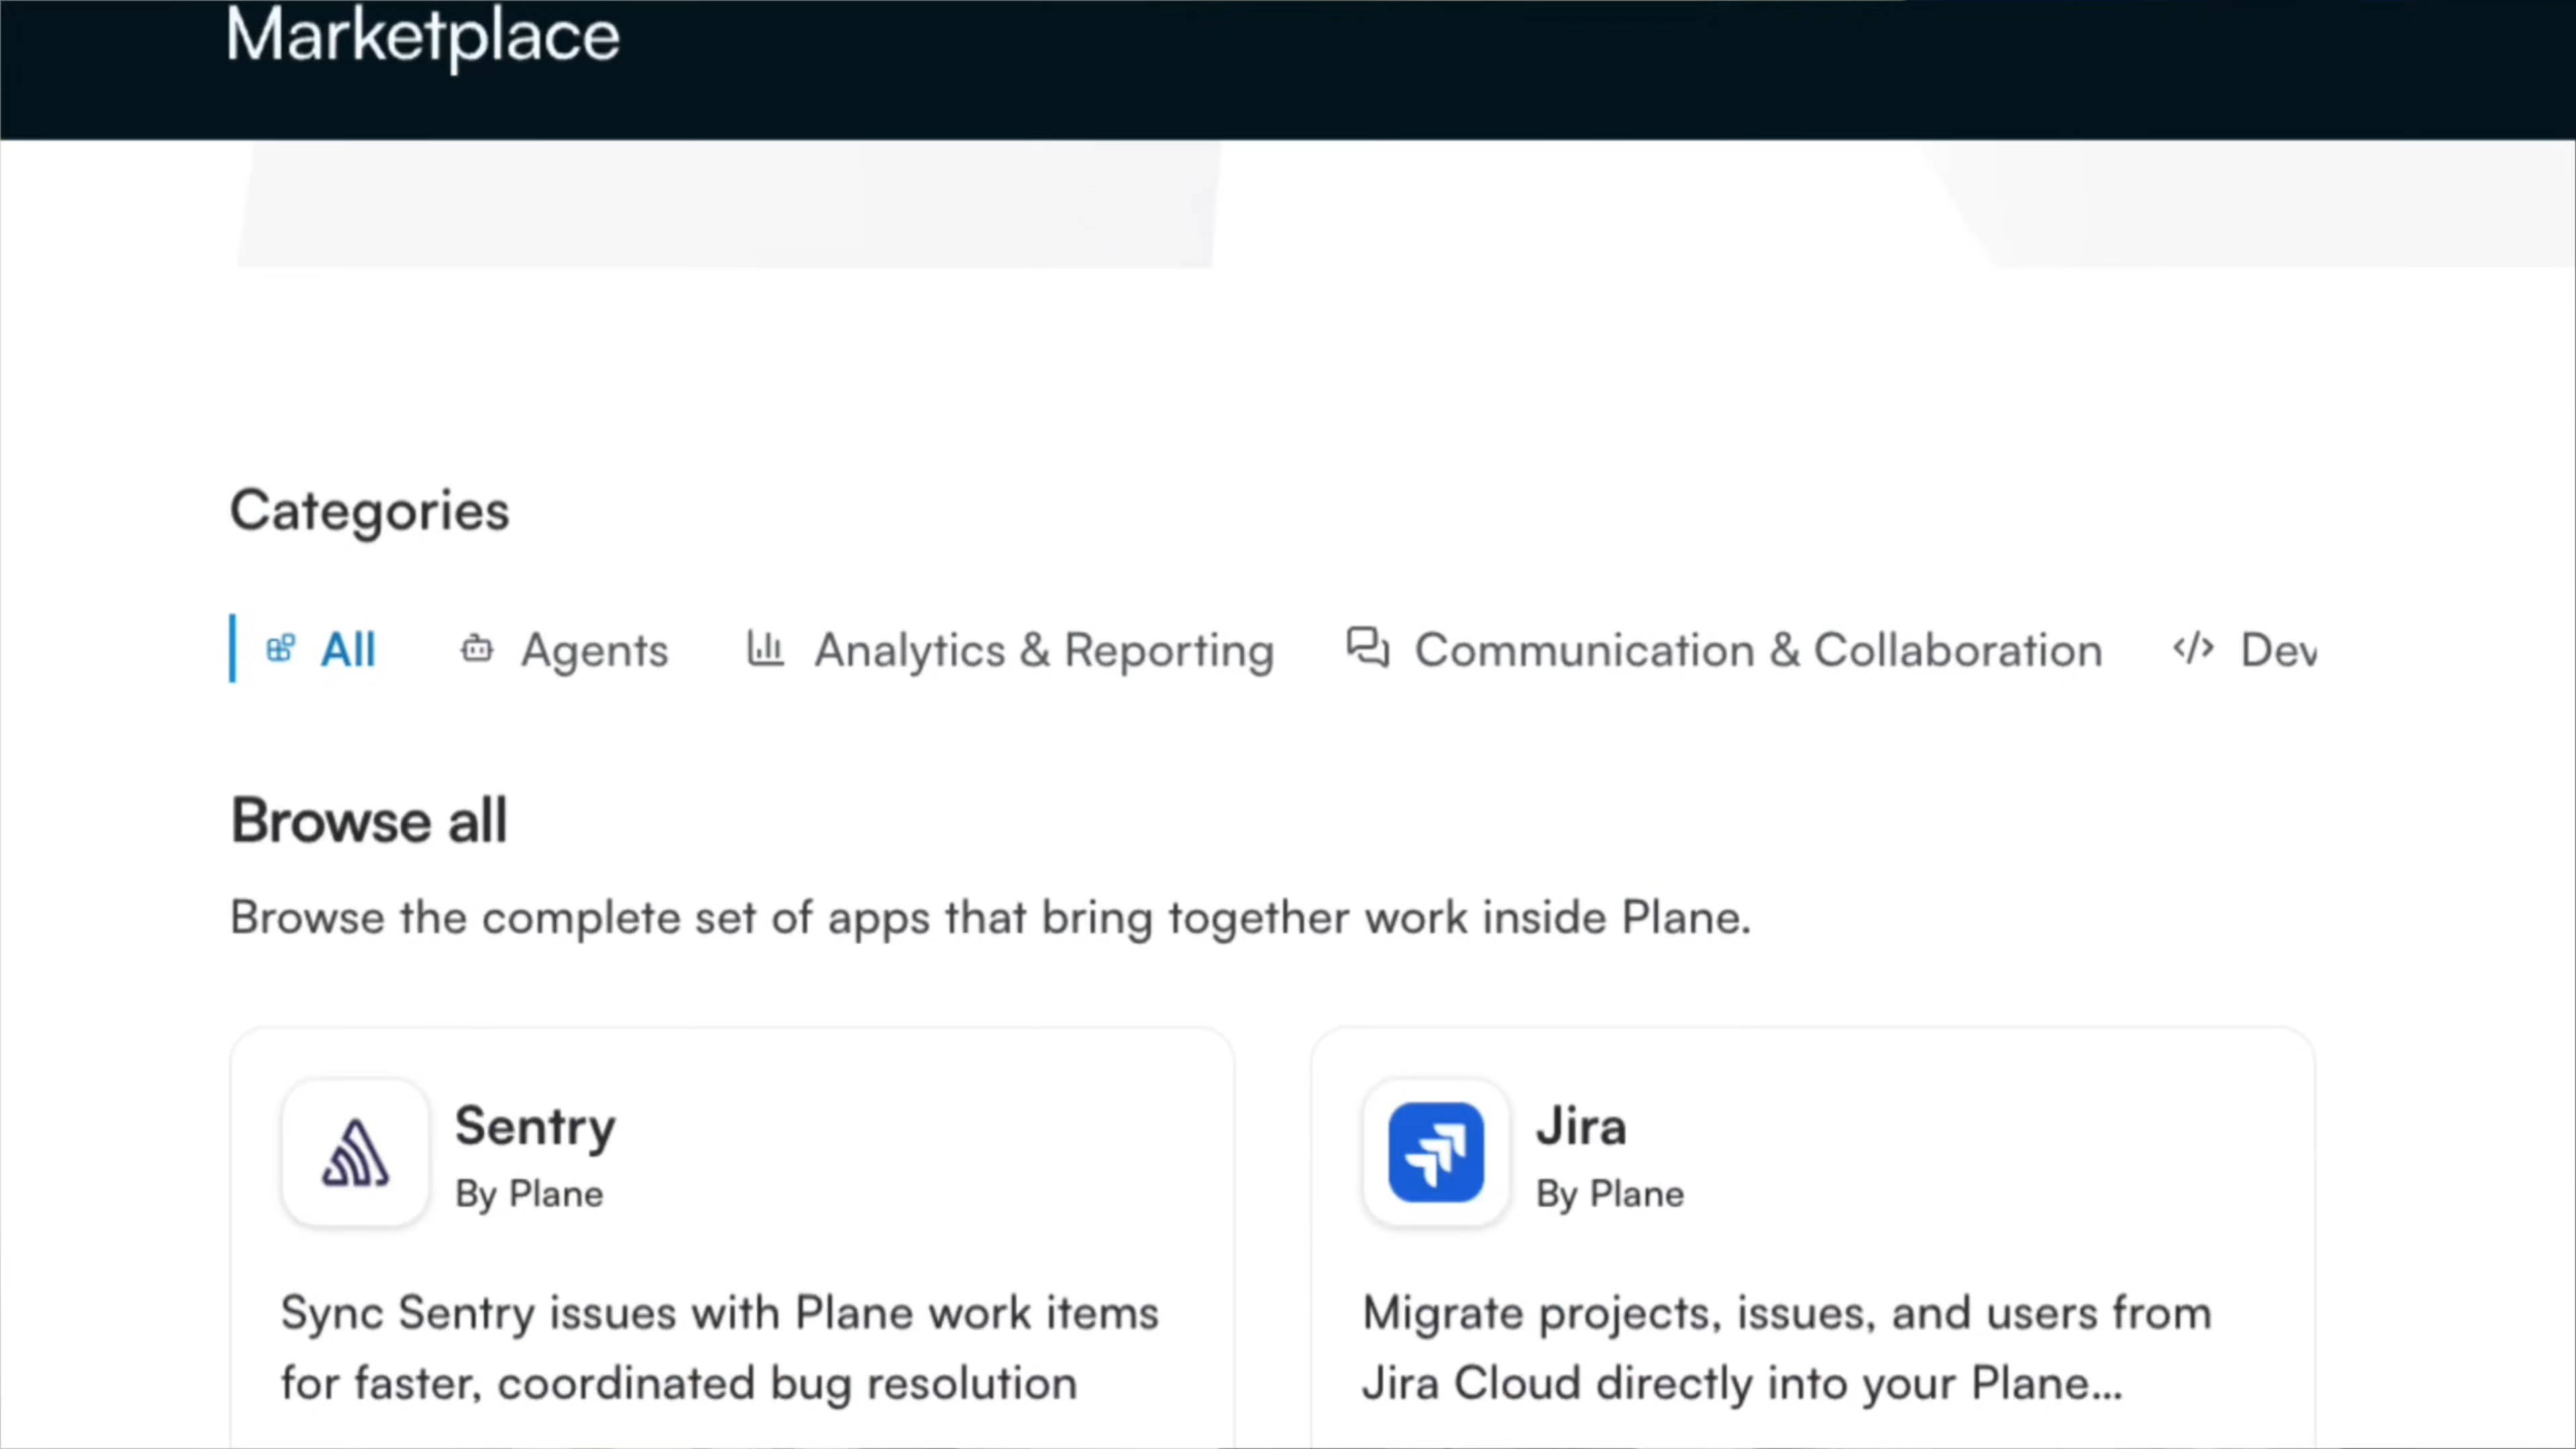 Marketplace
Categories
All
Agents
Analytics & Reporting
Communication & Collaboration
</> Dev
Browse all
Browse the complete set of apps that bring together work inside Plane.
Sentry
By Plane
Sync Sentry issues with Plane work items
for faster, coordinated bug resolution
Jira
By Plane
Migrate projects, issues, and users from
Jira Cloud directly into your Plane...